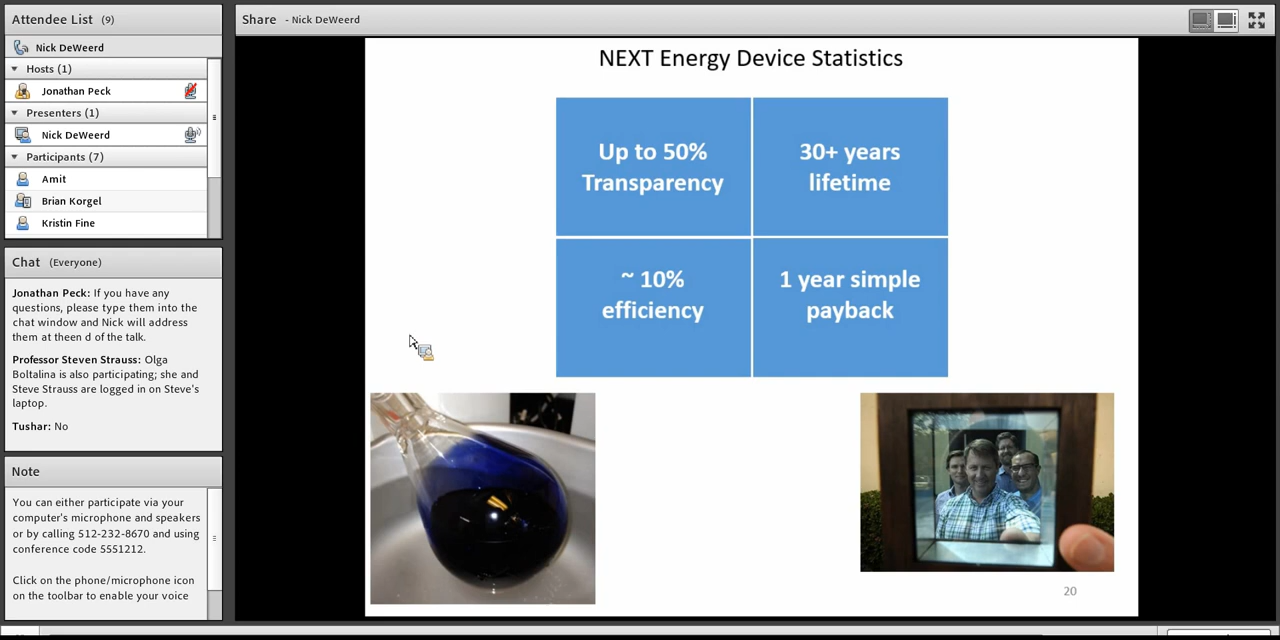 Attendee List (9)
Nick DeWeerd
Hosts (1)
Jonathan Peck
Presenters (1)
Nick DeWeerd
Participants (7)
Amit
Brian Korgel
Kristin Fine
Chat (Everyone)
Jonathan Peck: If you have any
questions, please type them into the
chat window and Nick will address
them at theen d of the talk.
Professor Steven Strauss: Olga
Boltalina is also participating; she and
Steve Strauss are logged in on Steve's
laptop.
Tushar: No
Note
You can either participate via your
computer's microphone and speakers
or by calling 512-232-8670 and using
conference code 5551212.
Click on the phone/microphone icon
on the toolbar to enable your voice
Share - Nick DeWeerd
NEXT Energy Device Statistics
Up to 50%
Transparency
30+ years
lifetime
~ 10%
efficiency
1 year simple
payback
20